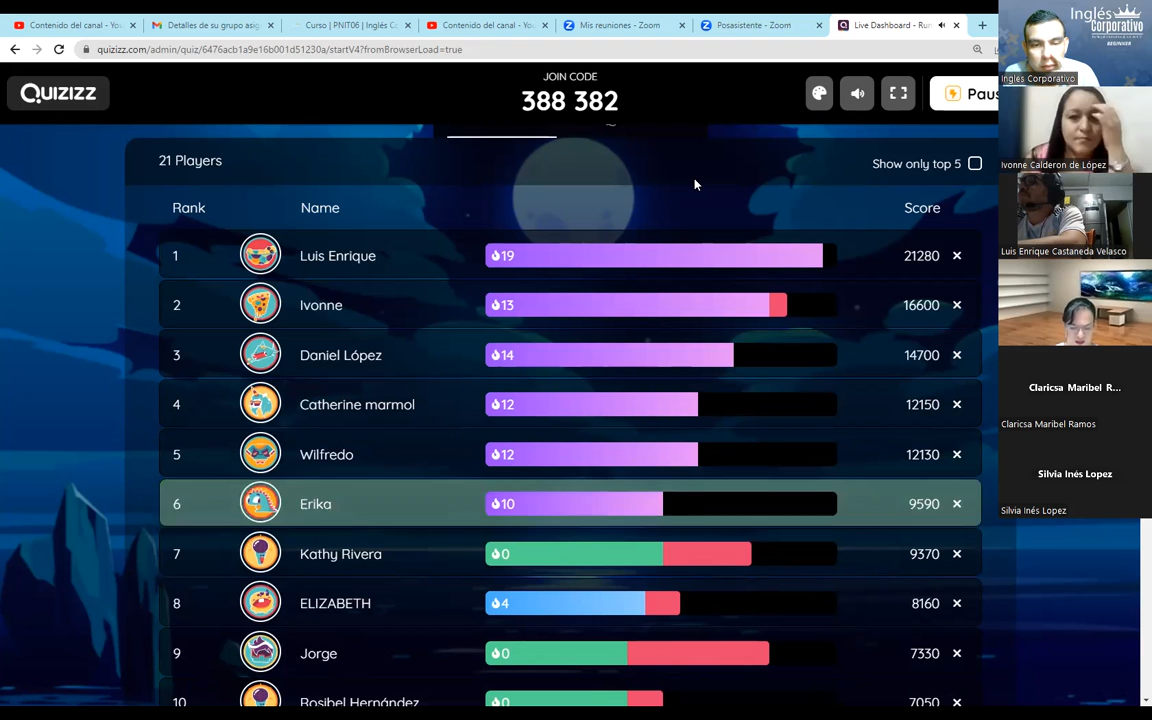 Contenido del canal - You
Detalles de su grupo asig
Curso | PNIT06 | Inglés Co
Contenido del canal - You
Mis reuniones - Zoom
Posasistente - Zoom
Live Dashboard - Run
quizizz.com/admin/quiz/6476acb1a9e16b001d51230a/startV4?fromBrowserLoad=true
Quizizz
JOIN CODE
388 382
Paus
21 Players
Show only top 5
Rank Name Score
1 Luis Enrique 19 21280
2 Ivonne 13 16600
3 Daniel López 14 14700
4 Catherine marmol 12 12150
5 Wilfredo 12 12130
6 Erika 10 9590
7 Kathy Rivera 0 9370
8 ELIZABETH 4 8160
9 Jorge 0 7330
10 Rosibel Hernández 0 7050
Inglés
Corporativo
BEGINNER
Ingles Corporativo
Ivonne Calderon de López
Luis Enrique Castaneda Velasco
Claricsa Maribel R...
Claricsa Maribel Ramos
Silvia Inés Lopez
Silvia Inés Lopez